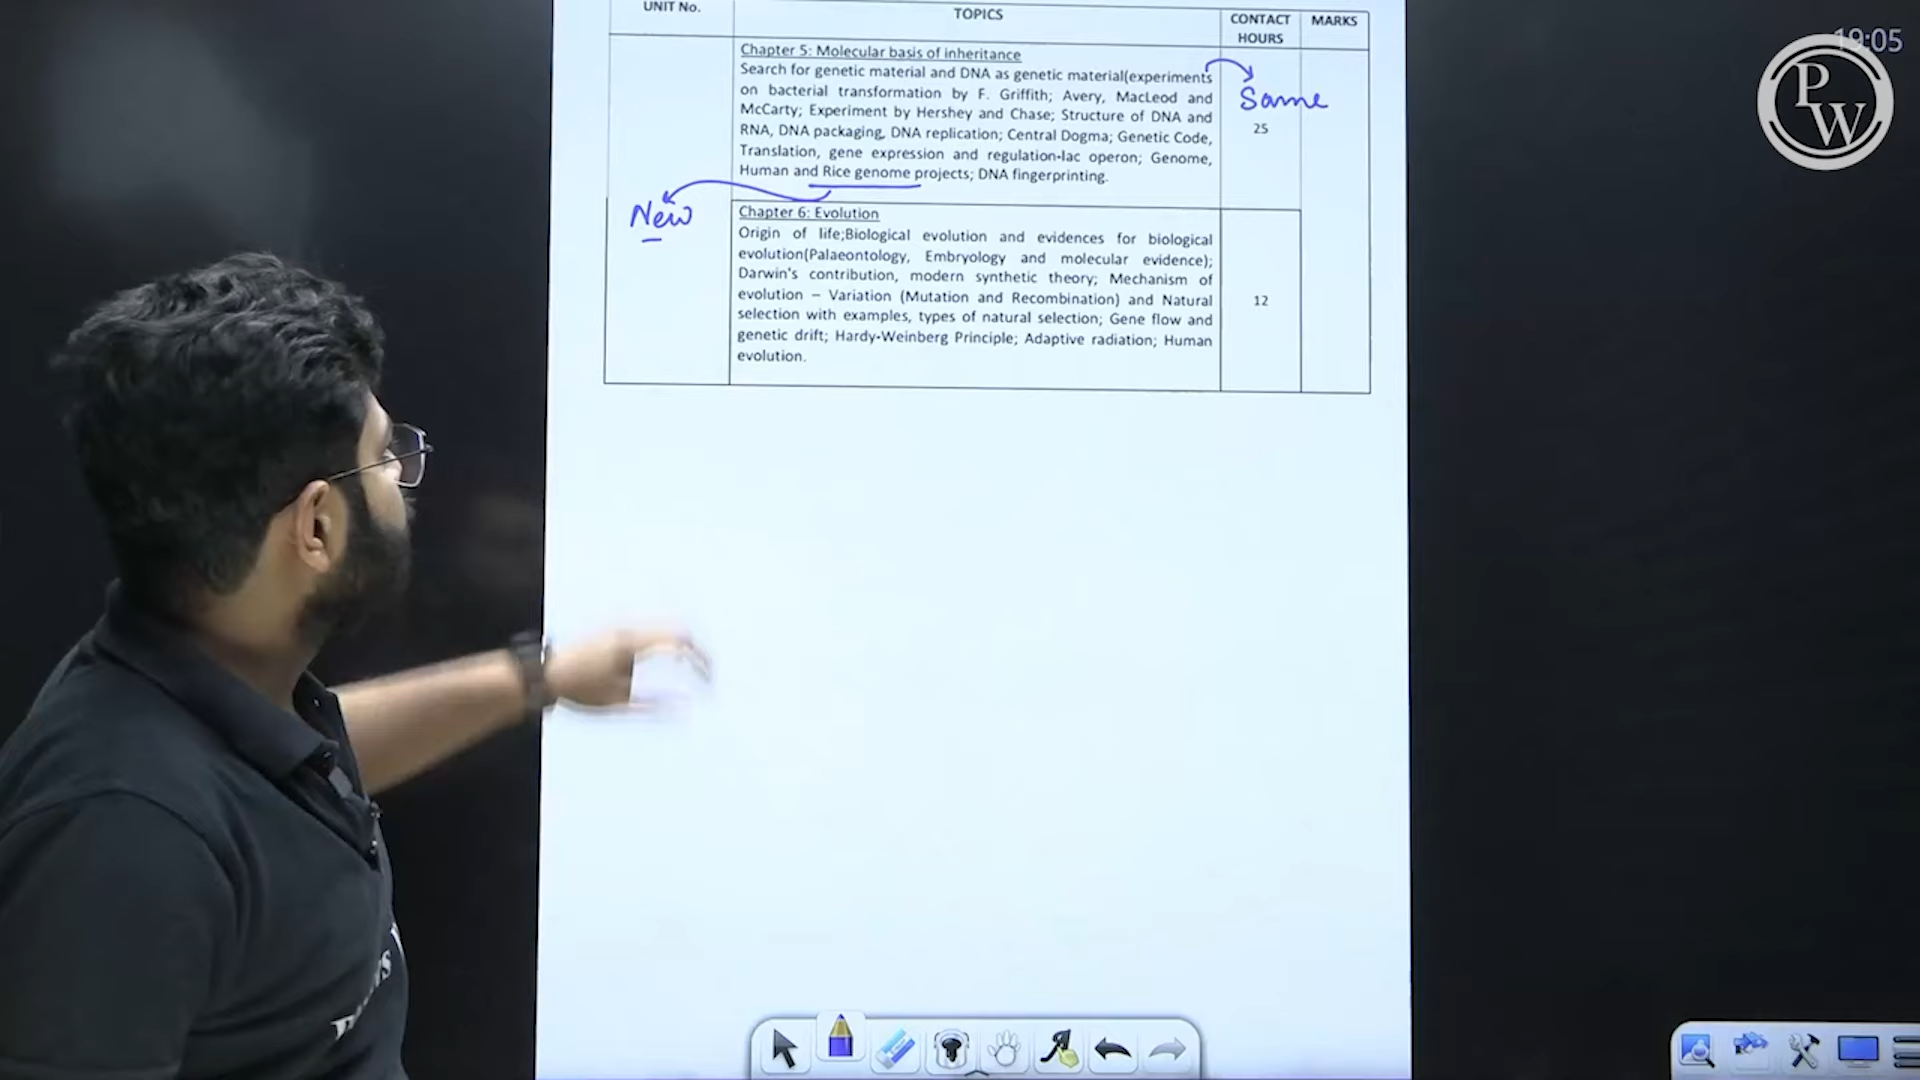 19:05
PW
UNIT No. TOPICS CONTACT HOURS MARKS
Chapter 5: Molecular basis of inheritance
Search for genetic material and DNA as genetic material(experiments
on bacterial transformation by F. Griffith; Avery, MacLeod and
McCarty; Experiment by Hershey and Chase; Structure of DNA and
RNA, DNA packaging, DNA replication; Central Dogma; Genetic Code,
Translation, gene expression and regulation-lac operon; Genome,
Human and Rice genome projects; DNA fingerprinting.
Same
25
New
Chapter 6: Evolution
Origin of life;Biological evolution and evidences for biological
evolution(Palaeontology, Embryology and molecular evidence);
Darwin's contribution, modern synthetic theory; Mechanism of
evolution – Variation (Mutation and Recombination) and Natural
selection with examples, types of natural selection; Gene flow and
genetic drift; Hardy-Weinberg Principle; Adaptive radiation; Human
evolution.
12